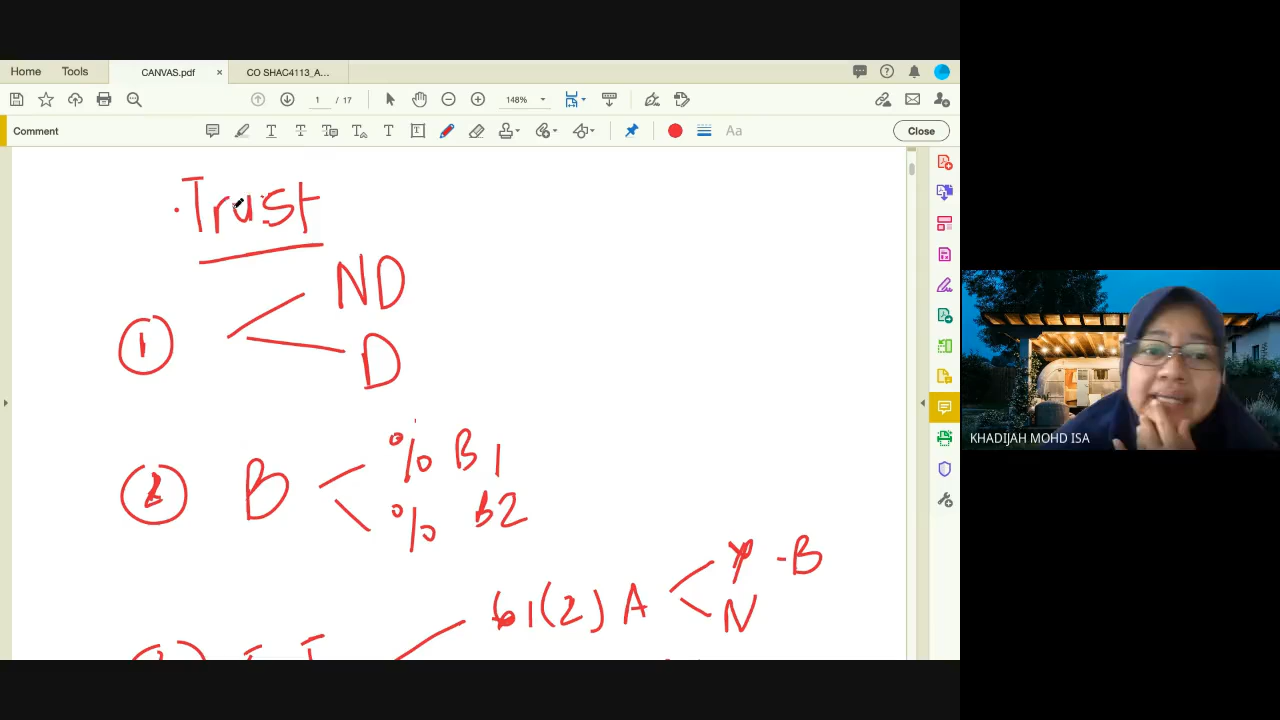 Home Tools CANVAS.pdf × CO SHAC4113_A...
1 / 17 148%
Comment Close
.Trust
1 ND
D
2 B % B1
% B2
61(2) A Y - B
N
KHADIJAH MOHD ISA